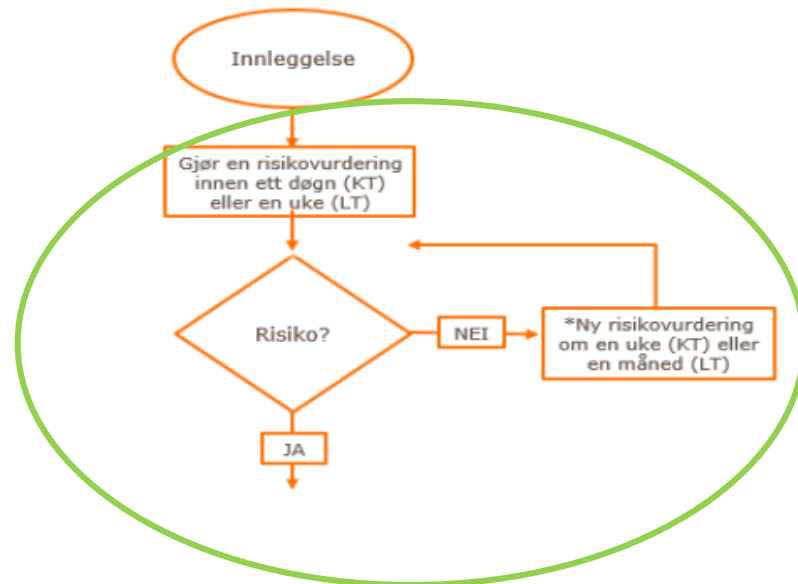 Innleggelse
Gjør en risikovurdering
innen ett døgn (KT)
eller en uke (LT)
Risiko?
NEI
*Ny risikovurdering
om en uke (KT) eller
en måned (LT)
JA